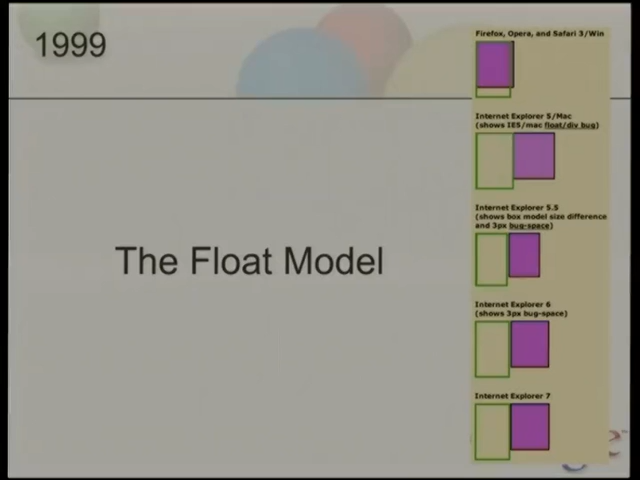 1999
The Float Model
Firefox, Opera, and Safari 3/Win
Internet Explorer 5/Mac
(shows IE5/mac float/div bug)
Internet Explorer 5.5
(shows box model size difference
and 3px bug-space)
Internet Explorer 6
(shows 3px bug-space)
Internet Explorer 7